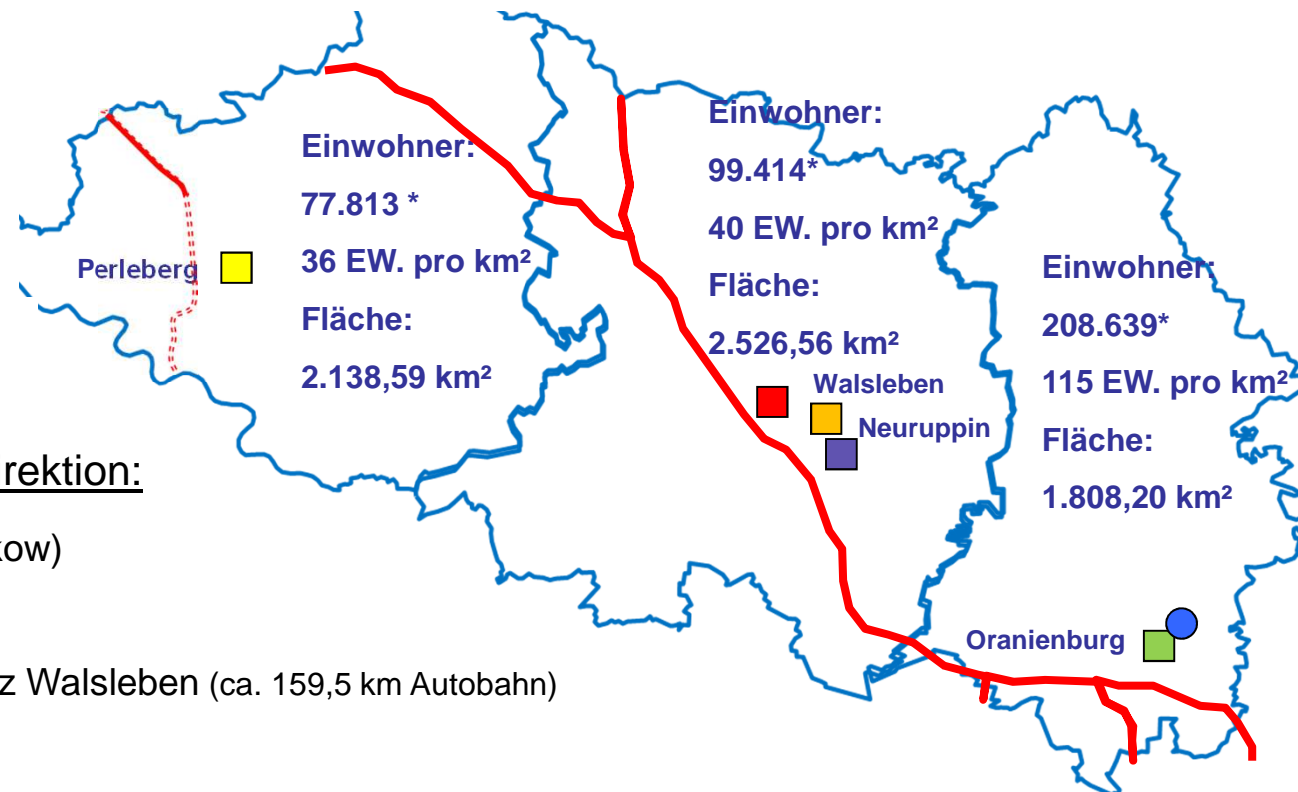 Einwohner:
77.813 *
36 EW. pro km²
Fläche:
2.138,59 km²
Perleberg
Einwohner:
99.414*
40 EW. pro km²
Fläche:
2.526,56 km²
Walsleben
Neuruppin
Einwohner:
208.639*
115 EW. pro km²
Fläche:
1.808,20 km²
Oranienburg
rektion:
kow)
z Walsleben (ca. 159,5 km Autobahn)